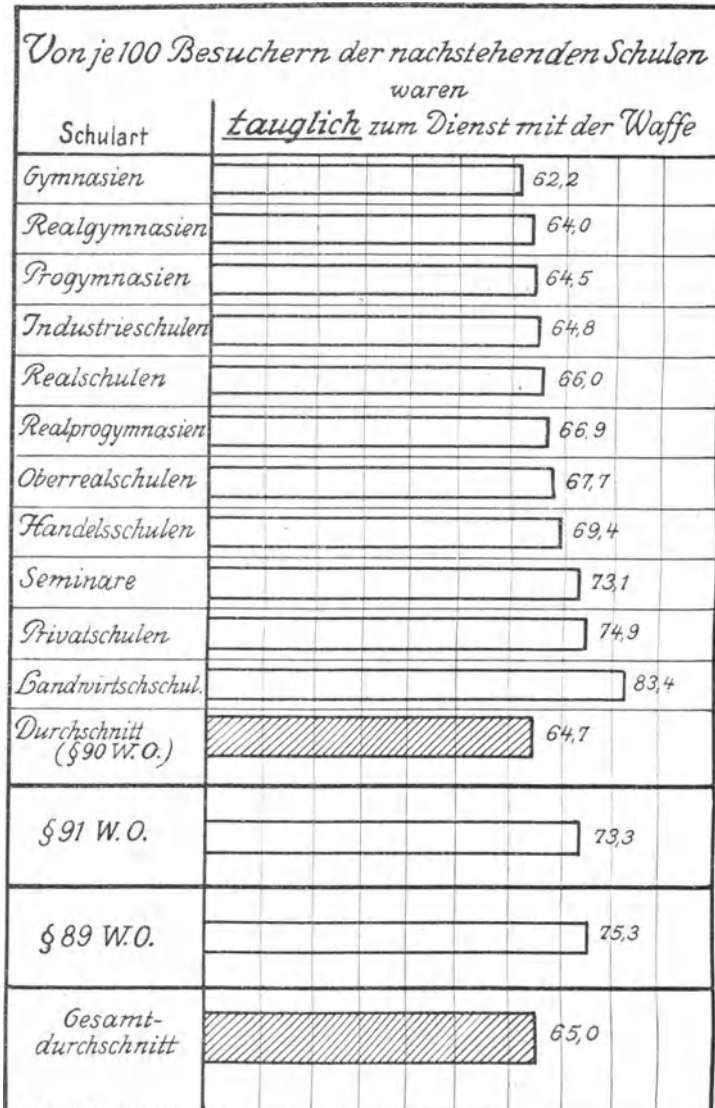 Von je 100 Besuchern der nachstehenden Schulen
waren
Schulart tauglich zum Dienst mit der Waffe
Gymnasien 62,2
Realgymnasien 64,0
Progymnasien 64,5
Industrieschulen 64,8
Realschulen 66,0
Realprogymnasien 66,9
Oberrealschulen 67,7
Handelsschulen 69,4
Seminare 73,1
Privatschulen 74,9
Landwirtschschul. 83,4
Durchschnitt 64,7
(§90 W.O.)
§91 W.O. 73,3
§89 W.O. 75,3
Gesamt-
durchschnitt 65,0